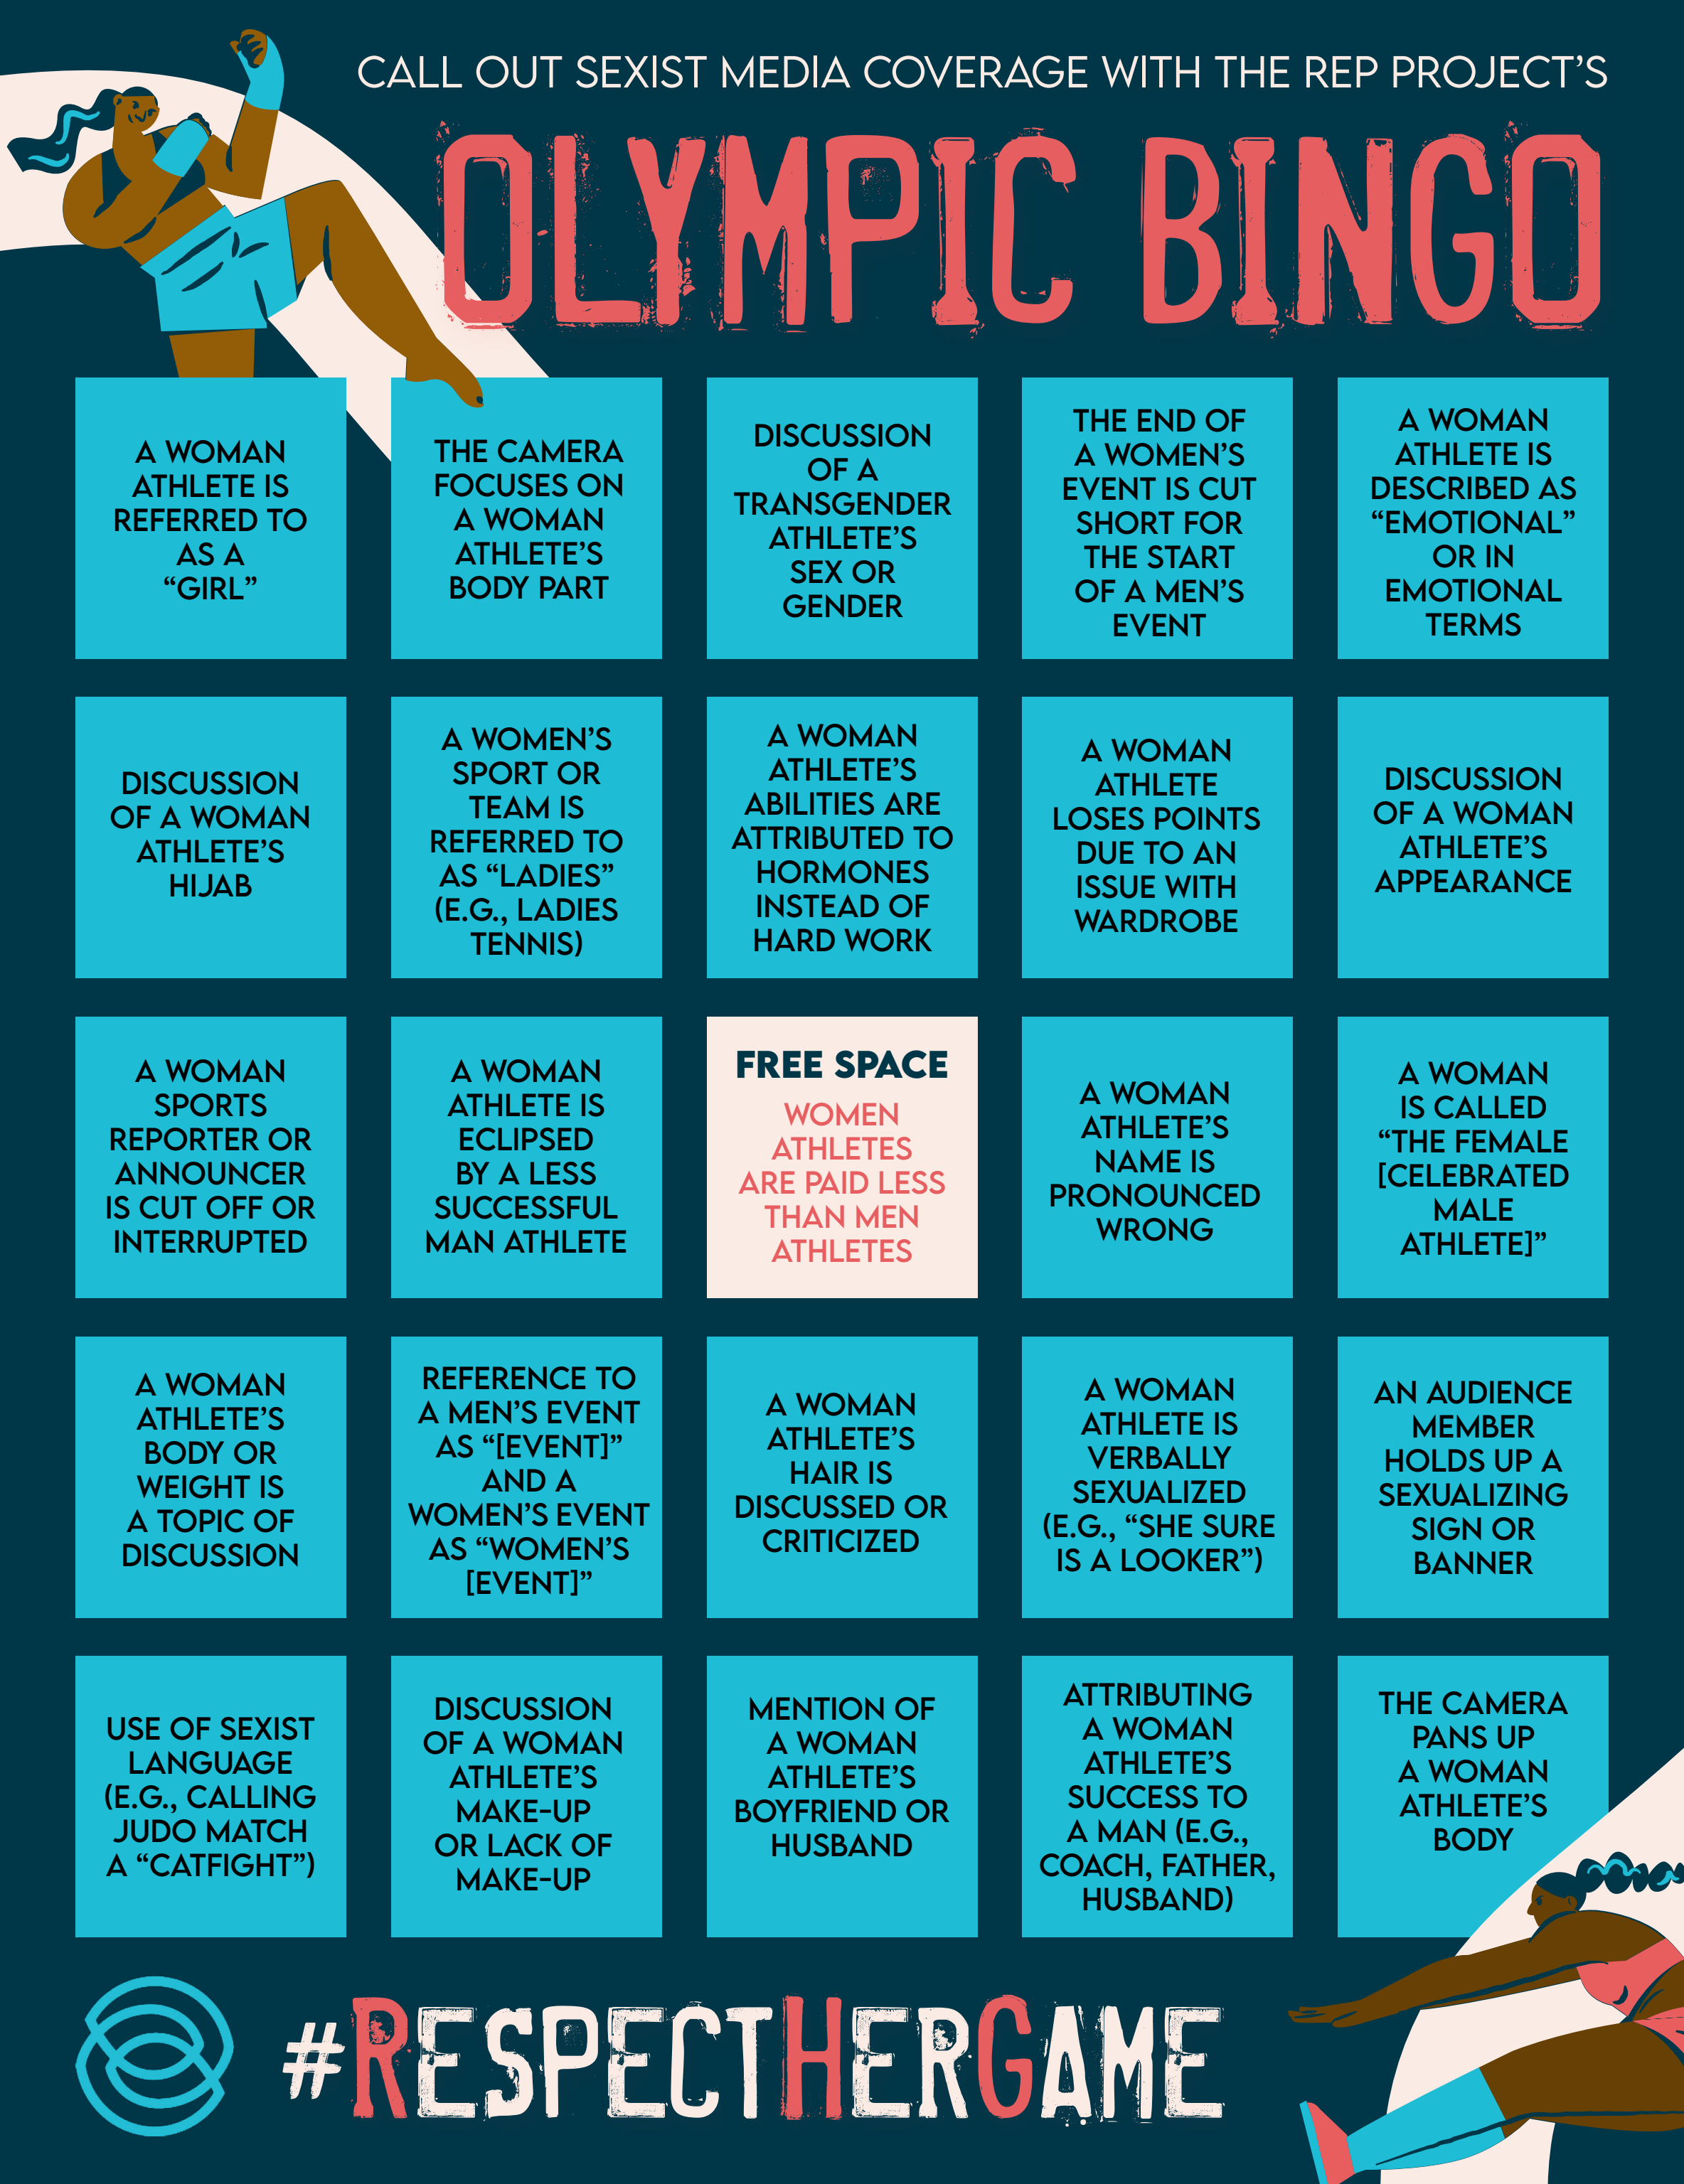 CALL OUT SEXIST MEDIA COVERAGE WITH THE REP PROJECT'S
OLYMPIC BINGO
A WOMAN
ATHLETE IS
REFERRED TO
AS A
“GIRL”
THE CAMERA
FOCUSES ON
A WOMAN
ATHLETE’S
BODY PART
DISCUSSION
OF A
TRANSGENDER
ATHLETE’S
SEX OR
GENDER
THE END OF
A WOMEN’S
EVENT IS CUT
SHORT FOR
THE START
OF A MEN’S
EVENT
A WOMAN
ATHLETE IS
DESCRIBED AS
“EMOTIONAL”
OR IN
EMOTIONAL
TERMS
DISCUSSION
OF A WOMAN
ATHLETE’S
HIJAB
A WOMEN’S
SPORT OR
TEAM IS
REFERRED TO
AS “LADIES”
(E.G., LADIES
TENNIS)
A WOMAN
ATHLETE’S
ABILITIES ARE
ATTRIBUTED TO
HORMONES
INSTEAD OF
HARD WORK
A WOMAN
ATHLETE
LOSES POINTS
DUE TO AN
ISSUE WITH
WARDROBE
DISCUSSION
OF A WOMAN
ATHLETE’S
APPEARANCE
A WOMAN
SPORTS
REPORTER OR
ANNOUNCER
IS CUT OFF OR
INTERRUPTED
A WOMAN
ATHLETE IS
ECLIPSED
BY A LESS
SUCCESSFUL
MAN ATHLETE
FREE SPACE
WOMEN
ATHLETES
ARE PAID LESS
THAN MEN
ATHLETES
A WOMAN
ATHLETE’S
NAME IS
PRONOUNCED
WRONG
A WOMAN
IS CALLED
“THE FEMALE
[CELEBRATED
MALE
ATHLETE]”
A WOMAN
ATHLETE’S
BODY OR
WEIGHT IS
A TOPIC OF
DISCUSSION
REFERENCE TO
A MEN’S EVENT
AS “[EVENT]”
AND A
WOMEN’S EVENT
AS “WOMEN’S
[EVENT]”
A WOMAN
ATHLETE’S
HAIR IS
DISCUSSED OR
CRITICIZED
A WOMAN
ATHLETE IS
VERBALLY
SEXUALIZED
(E.G., “SHE SURE
IS A LOOKER”)
AN AUDIENCE
MEMBER
HOLDS UP A
SEXUALIZING
SIGN OR
BANNER
USE OF SEXIST
LANGUAGE
(E.G., CALLING
JUDO MATCH
A “CATFIGHT”)
DISCUSSION
OF A WOMAN
ATHLETE’S
MAKE-UP
OR LACK OF
MAKE-UP
MENTION OF
A WOMAN
ATHLETE’S
BOYFRIEND OR
HUSBAND
ATTRIBUTING
A WOMAN
ATHLETE’S
SUCCESS TO
A MAN (E.G.,
COACH, FATHER,
HUSBAND)
THE CAMERA
PANS UP
A WOMAN
ATHLETE’S
BODY
#RESPECTHERGAME